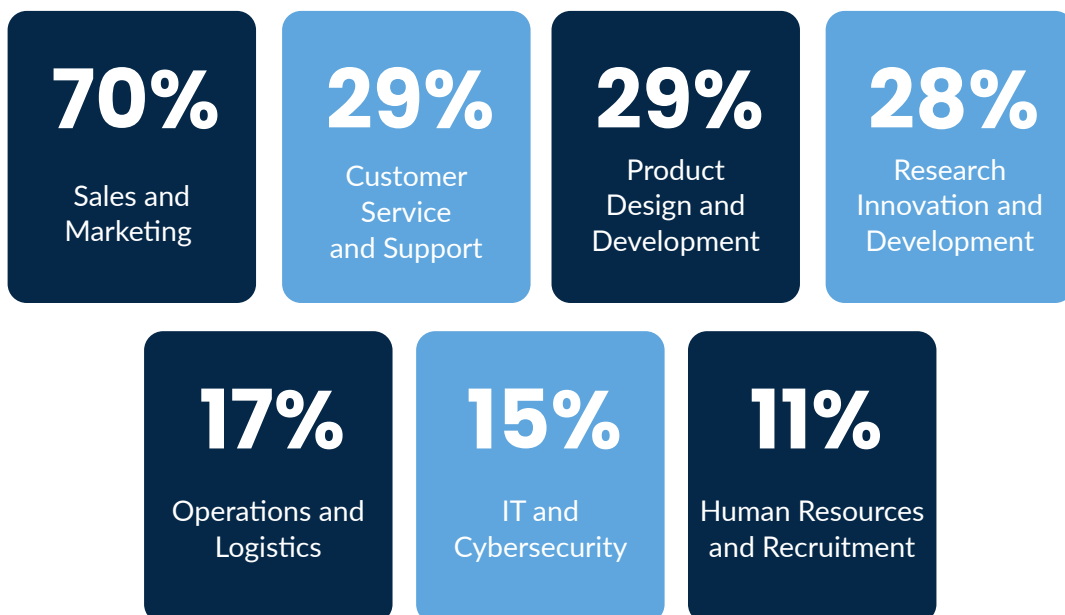 70%
Sales and
Marketing
29%
Customer
Service
and Support
29%
Product
Design and
Development
28%
Research
Innovation and
Development
17%
Operations and
Logistics
15%
IT and
Cybersecurity
11%
Human Resources
and Recruitment